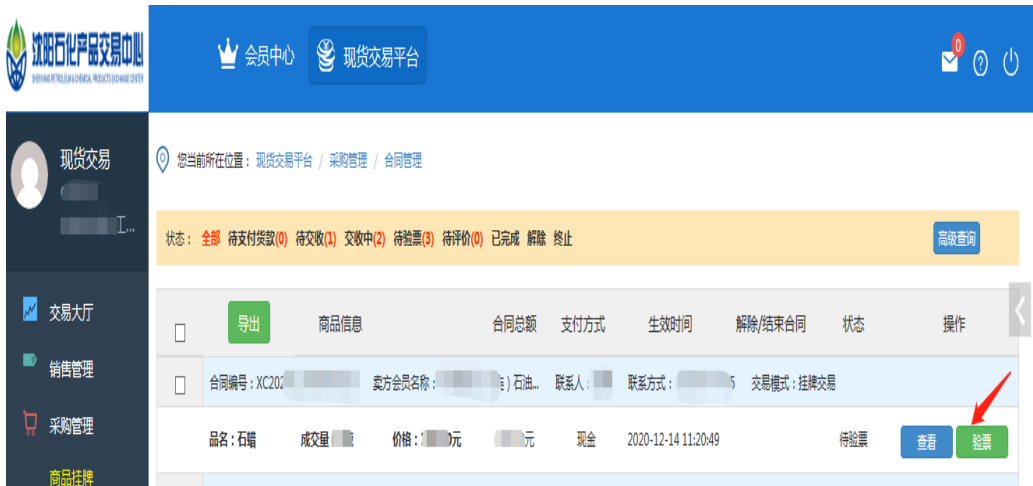 沈阳石化产品交易中心
SHENYANG PETROLEUM & CHEMICAL PRODUCTS EXCHANGE CENTER
会员中心
现货交易平台
0
现货交易
工...
您当前所在位置： 现货交易平台 / 采购管理 / 合同管理
状态： 全部 待支付货款(0) 待交收(1) 交收中(2) 待验票(3) 待评价(0) 已完成 解除 终止
高级查询
交易大厅
销售管理
采购管理
商品挂牌
导出 商品信息 合同总额 支付方式 生效时间 解除/结束合同 状态 操作
合同编号：XC202 卖方会员名称： ）石油... 联系人： 联系方式： 5 交易模式：挂牌交易
品名：石蜡 成交量 价格： 元 元 现金 2020-12-14 11:20:49 待验票 查看 验票